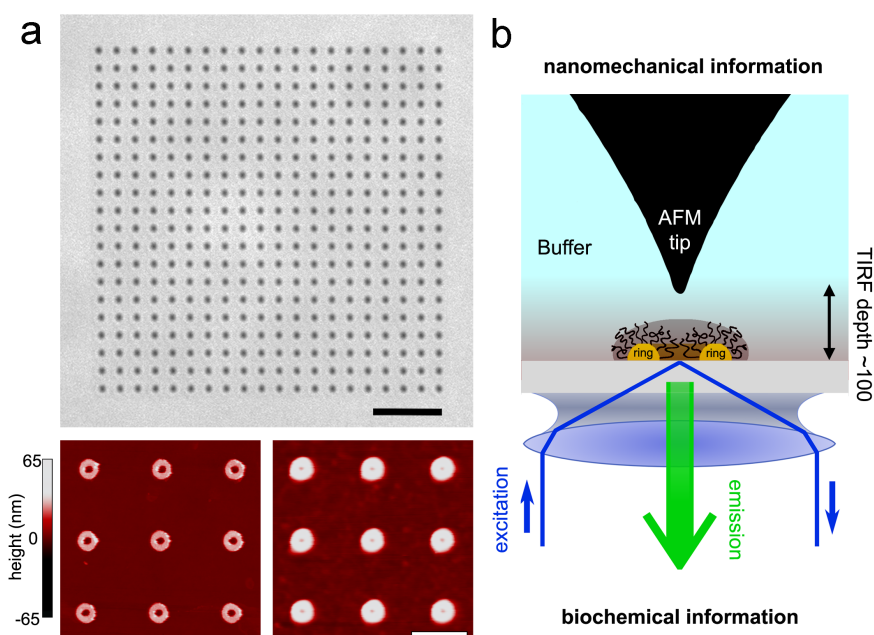 a
65
0
-65
height (nm)
b
nanomechanical information
AFM
tip
Buffer
TIRF depth ~100
ring
ring
excitation
emission
biochemical information